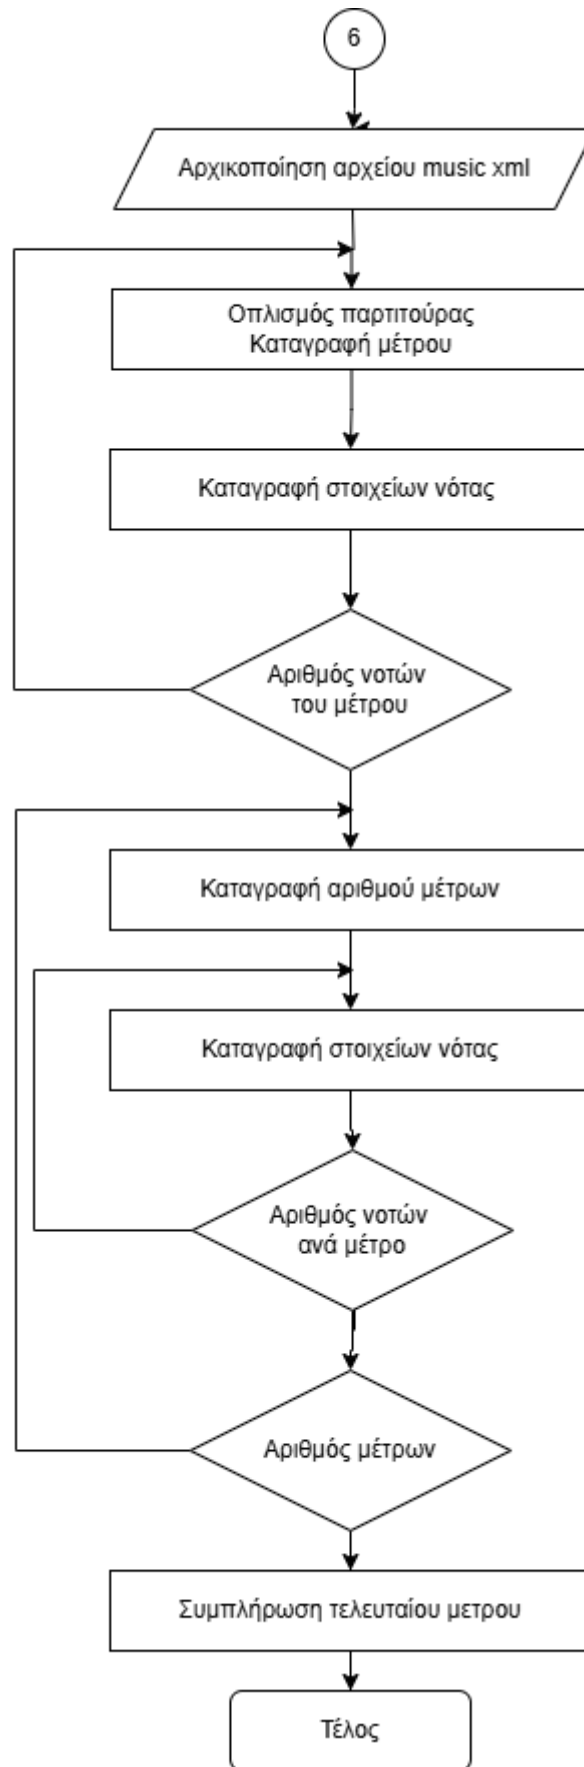 6
Αρχικοποίηση αρχείου music xml
Οπλισμός παρτιτούρας
Καταγραφή μέτρου
Καταγραφή στοιχείων νότας
Αριθμός νοτών
του μέτρου
Καταγραφή αριθμού μέτρων
Καταγραφή στοιχείων νότας
Αριθμός νοτών
ανά μέτρο
Αριθμός μέτρων
Συμπλήρωση τελευταίου μετρου
Τέλος